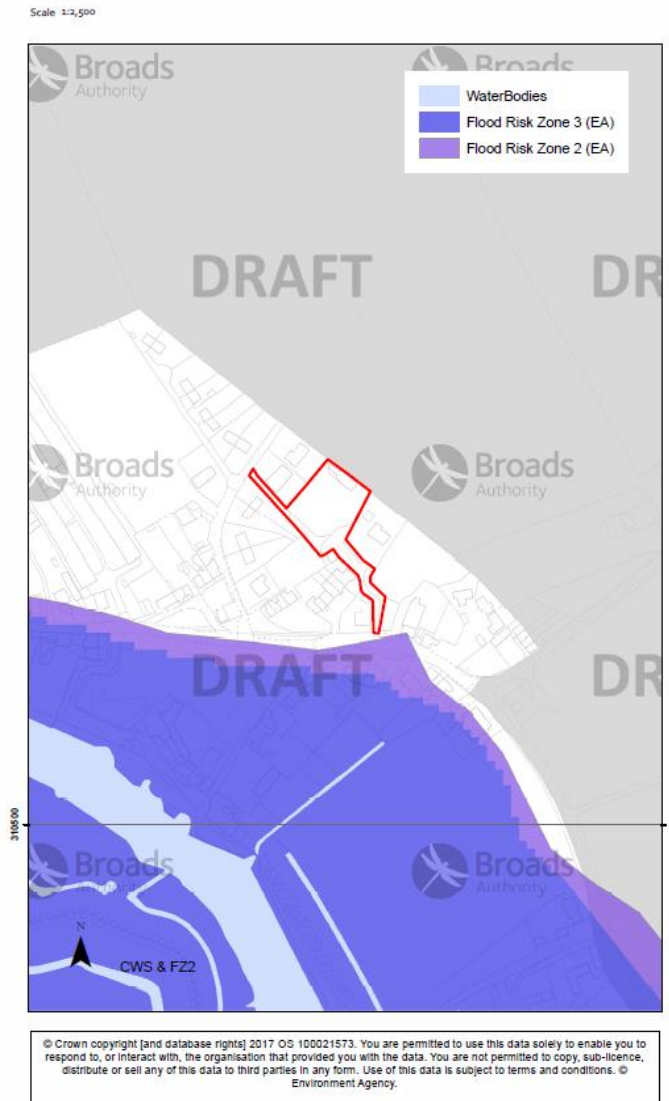 Scale 1:2,500
Broads
Authority
Broads
WaterBodies
Flood Risk Zone 3 (EA)
Flood Risk Zone 2 (EA)
DRAFT
DR
Broads
Authority
Broads
Authority
DRAFT
DR
310500
Broads
Authority
Broads
Authority
N
CWS & FZ2
© Crown copyright [and database rights] 2017 OS 100021573. You are permitted to use this data solely to enable you to
respond to, or interact with, the organisation that provided you with the data. You are not permitted to copy, sub-licence,
distribute or sell any of this data to third parties in any form. Use of this data is subject to terms and conditions. ©
Environment Agency.